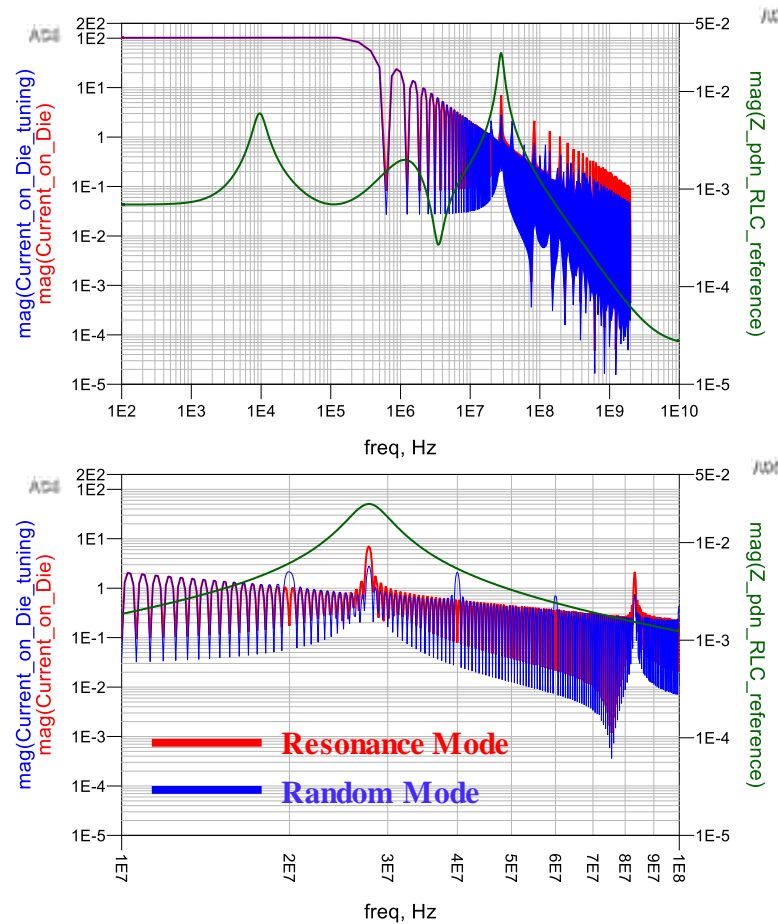 mag(Current_on_Die_tuning)
mag(Current_on_Die)
2E2
1E2
1E1
1
1E-1
1E-2
1E-3
1E-4
1E-5
5E-2
1E-2
1E-3
1E-4
1E-5
mag(Z_pdn_RLC_reference)
1E2 1E3 1E4 1E5 1E6 1E7 1E8 1E9 1E10
freq, Hz
mag(Current_on_Die_tuning)
mag(Current_on_Die)
2E2
1E2
1E1
1
1E-1
1E-2
1E-3
1E-4
1E-5
Resonance Mode
Random Mode
5E-2
1E-2
1E-3
1E-4
1E-5
mag(Z_pdn_RLC_reference)
1E7 2E7 3E7 4E7 5E7 6E7 7E7 8E7 9E7 1E8
freq, Hz